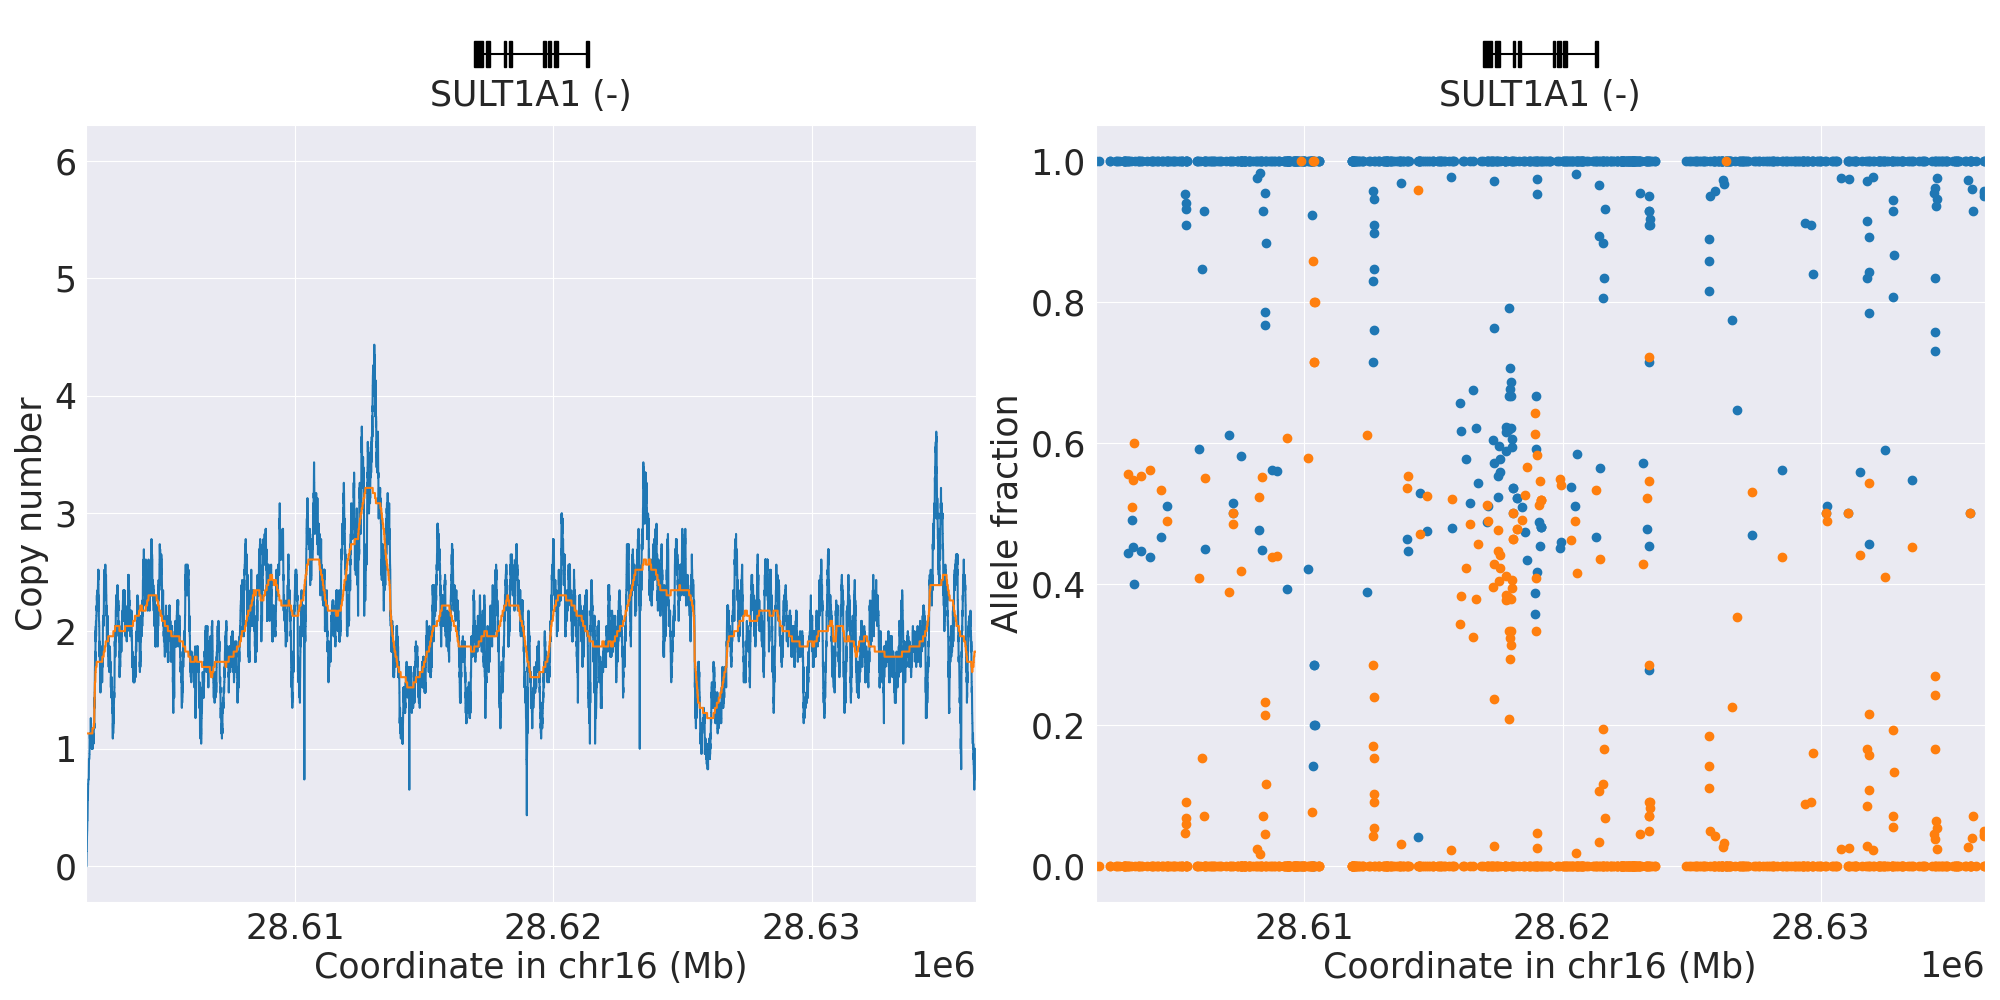 SULT1A1 (-)
6
5
4
3
2
1
0
Copy number
28.61
28.62
28.63
Coordinate in chr16 (Mb)
1e6
SULT1A1 (-)
1.0
0.8
0.6
0.4
0.2
0.0
Allele fraction
28.61
28.62
28.63
Coordinate in chr16 (Mb)
1e6